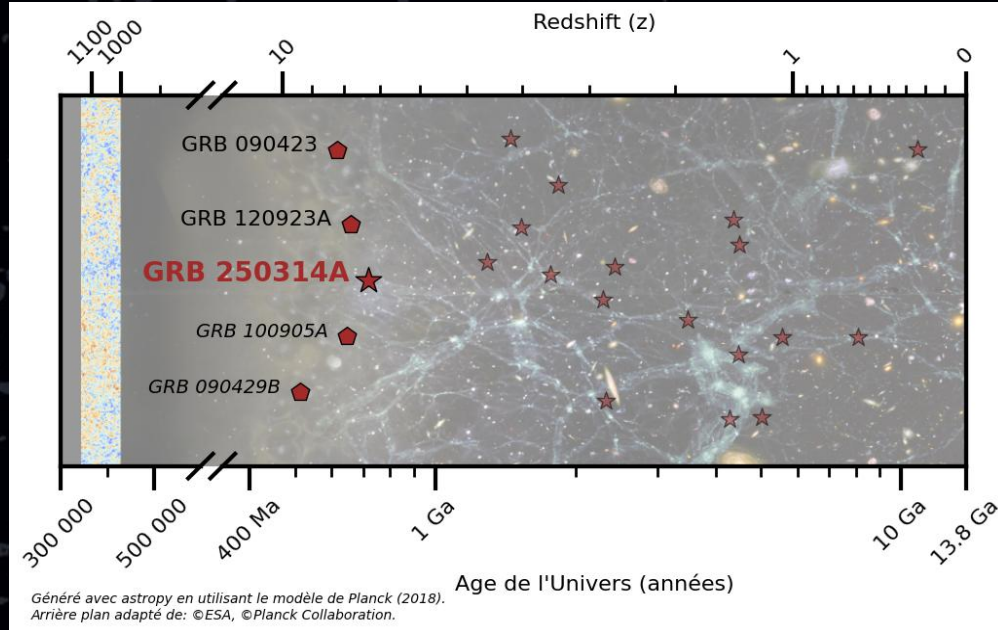 Redshift (z)
1100
1000
10
1
0
GRB 090423
GRB 120923A
GRB 250314A
GRB 100905A
GRB 090429B
300 000
500 000
400 Ma
1 Ga
10 Ga
13.8 Ga
Age de l'Univers (années)
Généré avec astropy en utilisant le modèle de Planck (2018).
Arrière plan adapté de: ©ESA, ©Planck Collaboration.